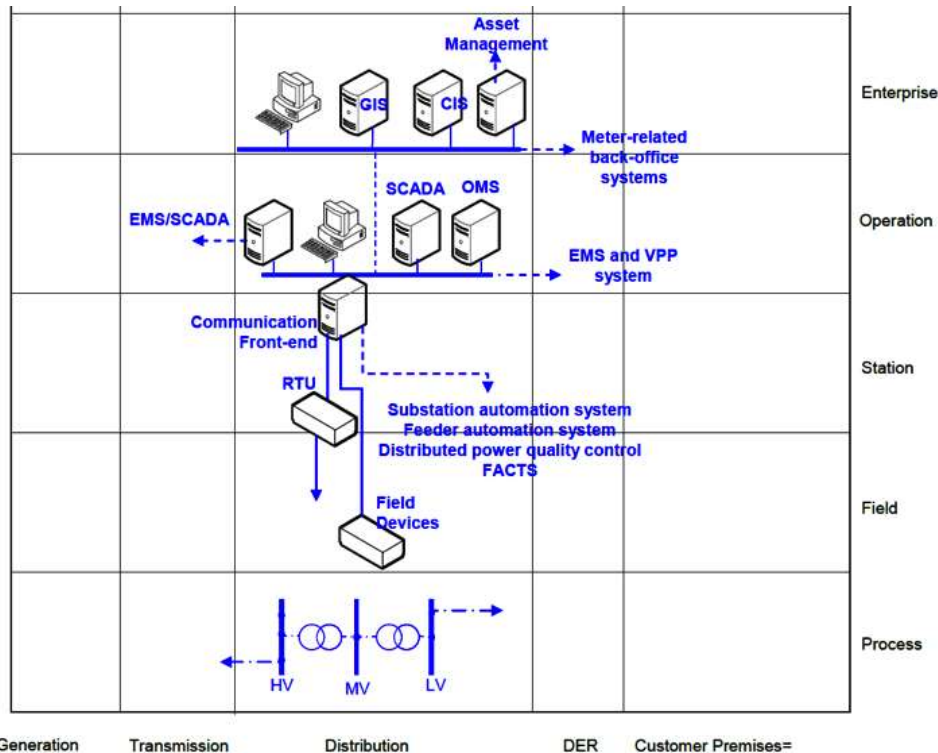 Asset
Management
GIS
CIS
Enterprise
Meter-related
back-office
systems
SCADA
OMS
EMS/SCADA
Operation
EMS and VPP
system
Communication
Front-end
Station
RTU
Substation automation system
Feeder automation system
Distributed power quality control
FACTS
Field
Devices
Field
Process
HV
MV
LV
Generation
Transmission
Distribution
DER
Customer Premises=